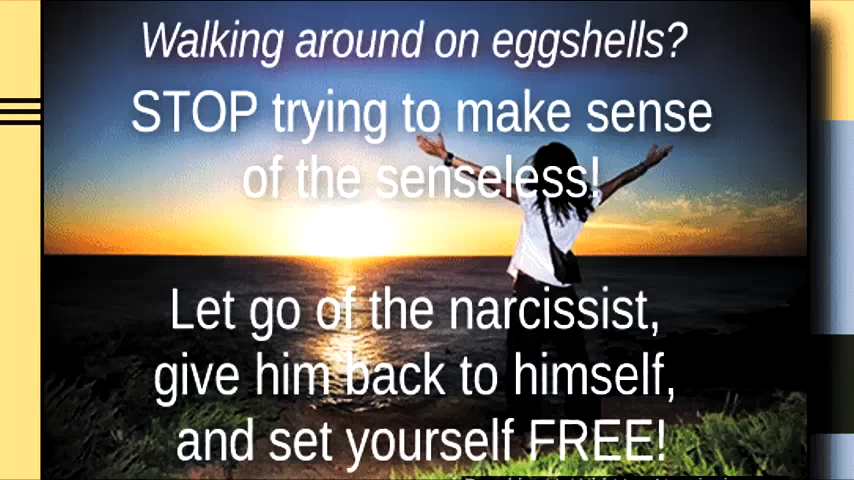 Walking around on eggshells?
STOP trying to make sense
of the senseless!
Let go of the narcissist,
give him back to himself,
and set yourself FREE!